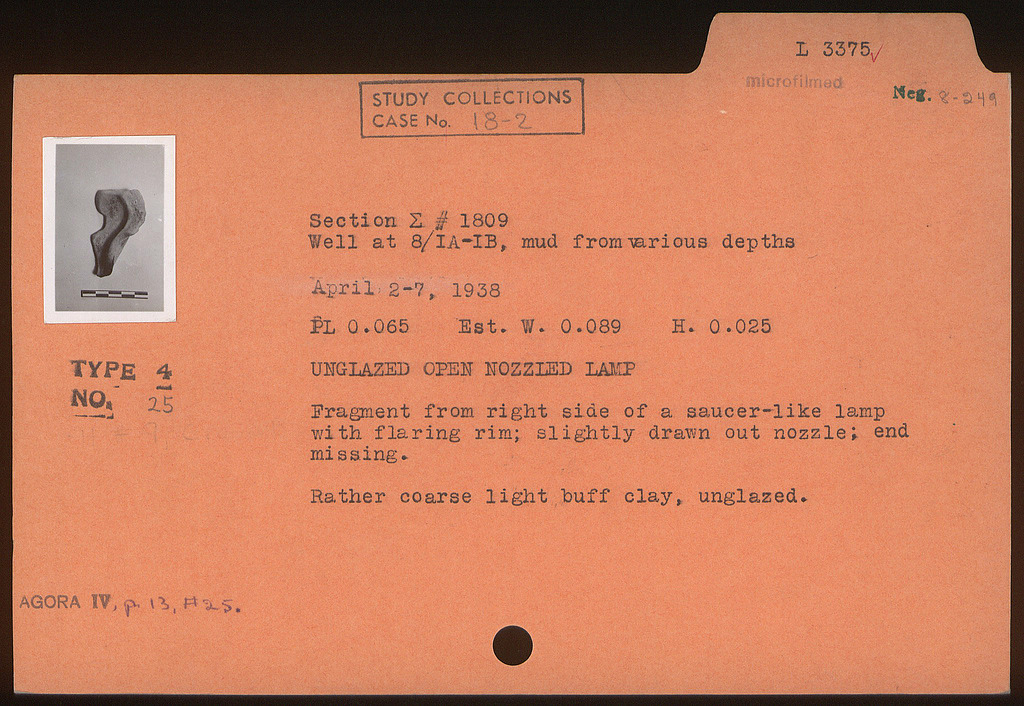 L 3375✓
microfilmed
Neg. 8-249
STUDY COLLECTIONS
CASE No. 18-2
Section Σ # 1809
Well at 8/IA-IB, mud fromvarious depths
April 2-7, 1938
PL 0.065 Est. W. 0.089 H. 0.025
TYPE 4
NO. 25
UNGLAZED OPEN NOZZLED LAMP
Fragment from right side of a saucer-like lamp
with flaring rim; slightly drawn out nozzle; end
missing.
Rather coarse light buff clay, unglazed.
AGORA IV, p. 13, #25.